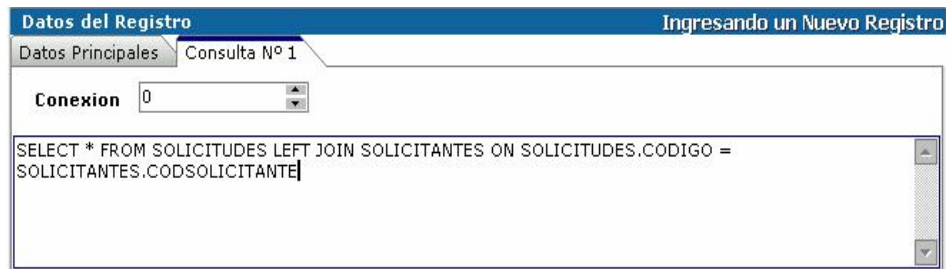 Datos del Registro Ingresando un Nuevo Registro
Datos Principales Consulta Nº 1
Conexion 0
SELECT * FROM SOLICITUDES LEFT JOIN SOLICITANTES ON SOLICITUDES.CODIGO =
SOLICITANTES.CODSOLICITANTE